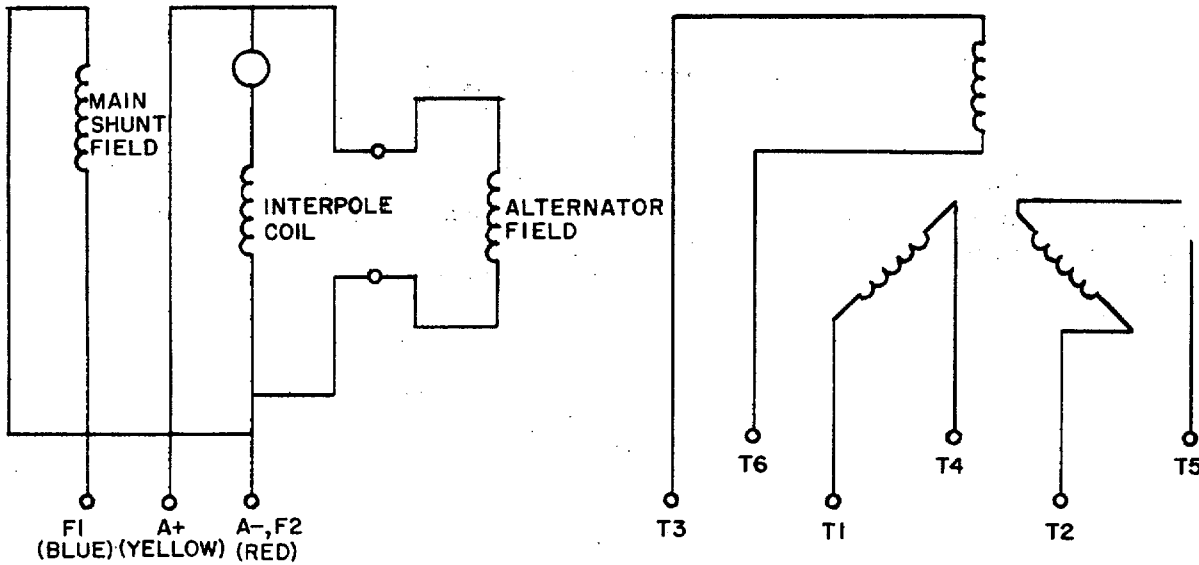 MAIN
SHUNT
FIELD
INTERPOLE
COIL
ALTERNATOR
FIELD
F1
(BLUE)
A+
(YELLOW)
A-, F2
(RED)
T3
T6
T1
T4
T2
T5